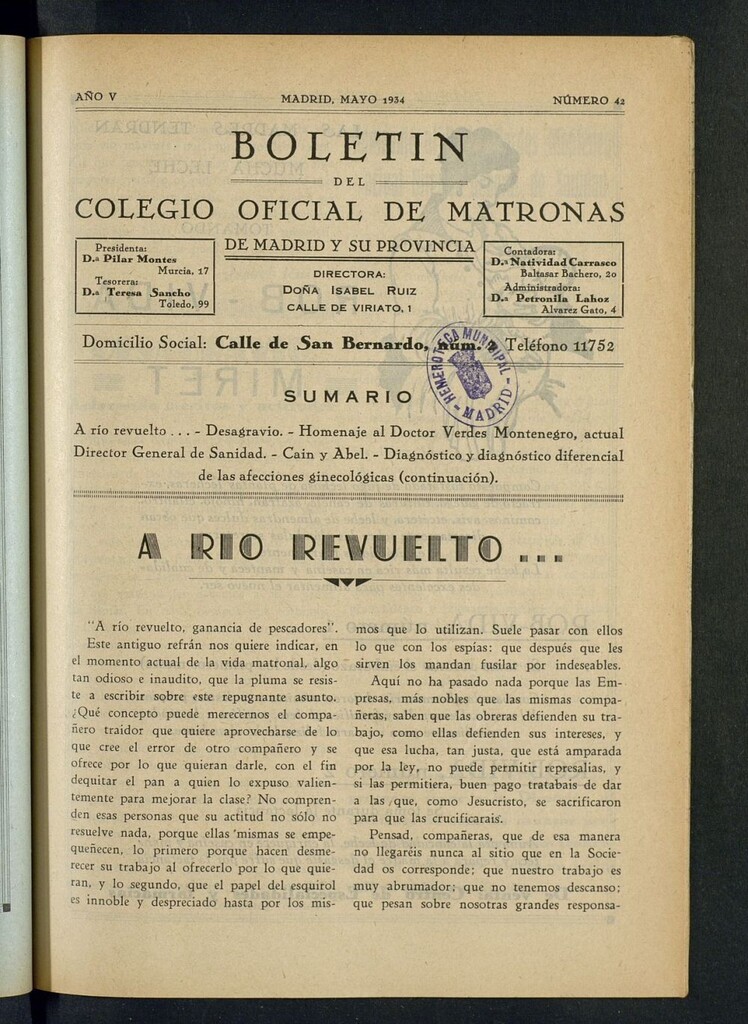 AÑO V
MADRID, MAYO 1934
NÚMERO 42
BOLETIN
DEL
COLEGIO OFICIAL DE MATRONAS
DE MADRID Y SU PROVINCIA
Presidenta:
D.ª Pilar Montes
Murcia, 17
Tesorera:
D.ª Teresa Sancho
Toledo, 99
DIRECTORA:
DOÑA ISABEL RUIZ
CALLE DE VIRIATO, 1
Contadora:
D.ª Natividad Carrasco
Baltasar Bachero, 20
Administradora:
D.ª Petronila Lahoz
Alvarez Gato, 4
Domicilio Social: Calle de San Bernardo, núm. Teléfono 11752
HEMEROTECA MUNICIPAL
- MADRID -
SUMARIO
A río revuelto . . . - Desagravio. - Homenaje al Doctor Verdes Montenegro, actual
Director General de Sanidad. - Cain y Abel. - Diagnóstico y diagnóstico diferencial
de las afecciones ginecológicas (continuación).
A RIO REVUELTO ...
"A río revuelto, ganancia de pescadores".
Este antiguo refrán nos quiere indicar, en
el momento actual de la vida matronal, algo
tan odioso e inaudito, que la pluma se resis-
te a escribir sobre este repugnante asunto.
¿Qué concepto puede merecernos el compa-
ñero traidor que quiere aprovecharse de lo
que cree el error de otro compañero y se
ofrece por lo que quieran darle, con el fin
dequitar el pan a quien lo expuso valien-
temente para mejorar la clase? No compren-
den esas personas que su actitud no sólo no
resuelve nada, porque ellas mismas se empe-
queñecen, lo primero porque hacen desme-
recer su trabajo al ofrecerlo por lo que quie-
ran, y lo segundo, que el papel del esquirol
es innoble y despreciado hasta por los mis-
mos que lo utilizan. Suele pasar con ellos
lo que con los espías: que después que les
sirven los mandan fusilar por indeseables.
Aquí no ha pasado nada porque las Em-
presas, más nobles que las mismas compa-
ñeras, saben que las obreras defienden su tra-
bajo, como ellas defienden sus intereses, y
que esa lucha, tan justa, que está amparada
por la ley, no puede permitir represalias, y
si las permitiera, buen pago tratabais de dar
a las que, como Jesucristo, se sacrificaron
para que las crucificarais.
Pensad, compañeras, que de esa manera
no llegaréis nunca al sitio que en la Socie-
dad os corresponde; que nuestro trabajo es
muy abrumador; que no tenemos descanso;
que pesan sobre nosotras grandes responsa-